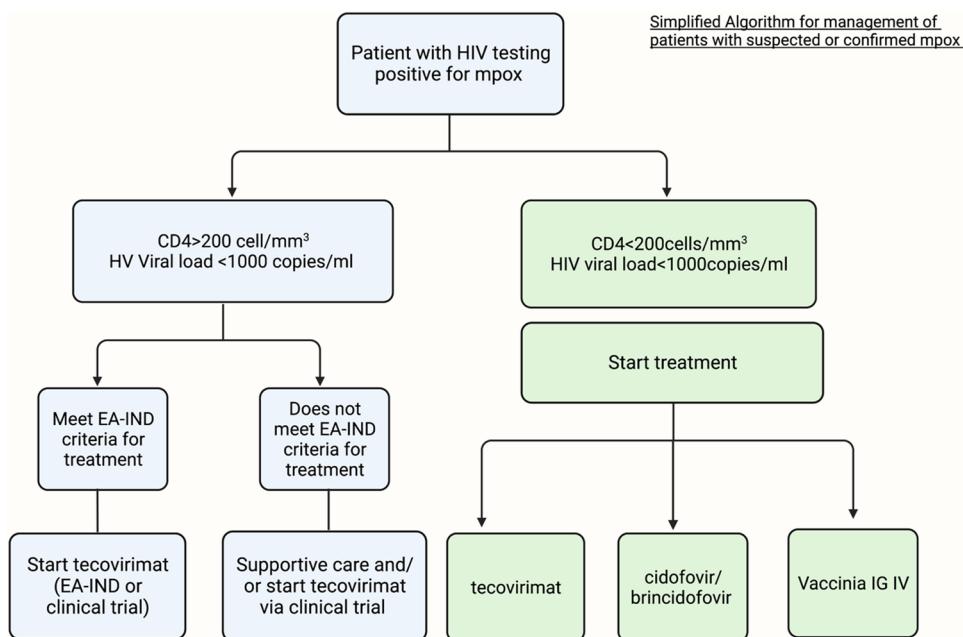 Simplified Algorithm for management of
patients with suspected or confirmed mpox
Patient with HIV testing
positive for mpox
CD4>200 cell/mm³
HV Viral load <1000 copies/ml
CD4<200cells/mm³
HIV viral load<1000copies/ml
Start treatment
Meet EA-IND
criteria for
treatment
Does not
meet EA-IND
criteria for
treatment
Start tecovirimat
(EA-IND or
clinical trial)
Supportive care and/
or start tecovirimat
via clinical trial
tecovirimat
cidofovir/
brincidofovir
Vaccinia IG IV